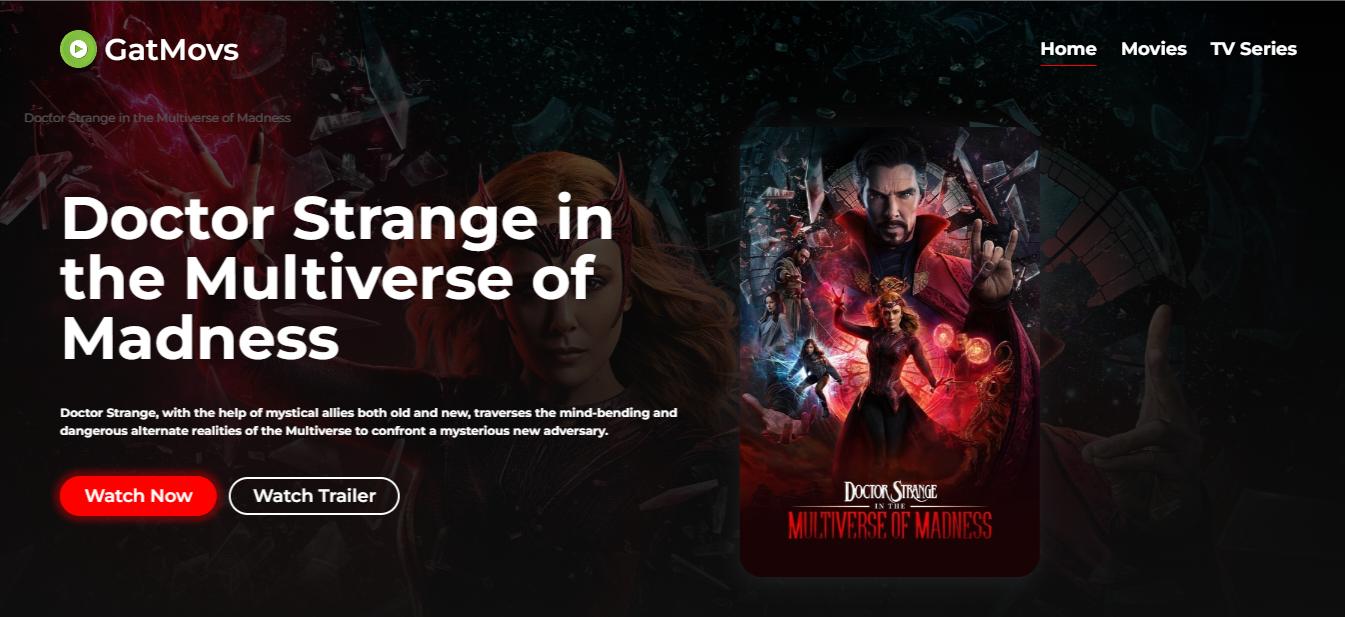 GatMovs
Home
Movies
TV Series
Doctor Strange in the Multiverse of Madness
Doctor Strange in
the Multiverse of
Madness
Doctor Strange, with the help of mystical allies both old and new, traverses the mind-bending and
dangerous alternate realities of the Multiverse to confront a mysterious new adversary.
Watch Now
Watch Trailer
DOCTOR STRANGE
IN THE
MULTIVERSE OF MADNESS